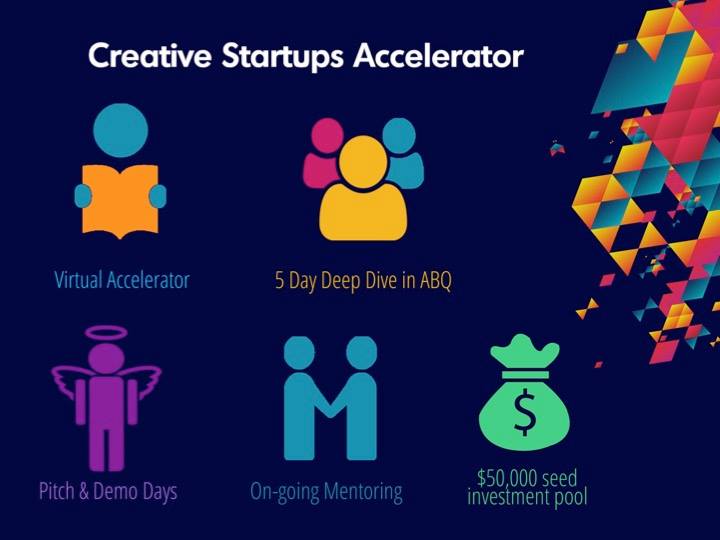 Creative Startups Accelerator
Virtual Accelerator
5 Day Deep Dive in ABQ
Pitch & Demo Days
On-going Mentoring
$
$50,000 seed
investment pool